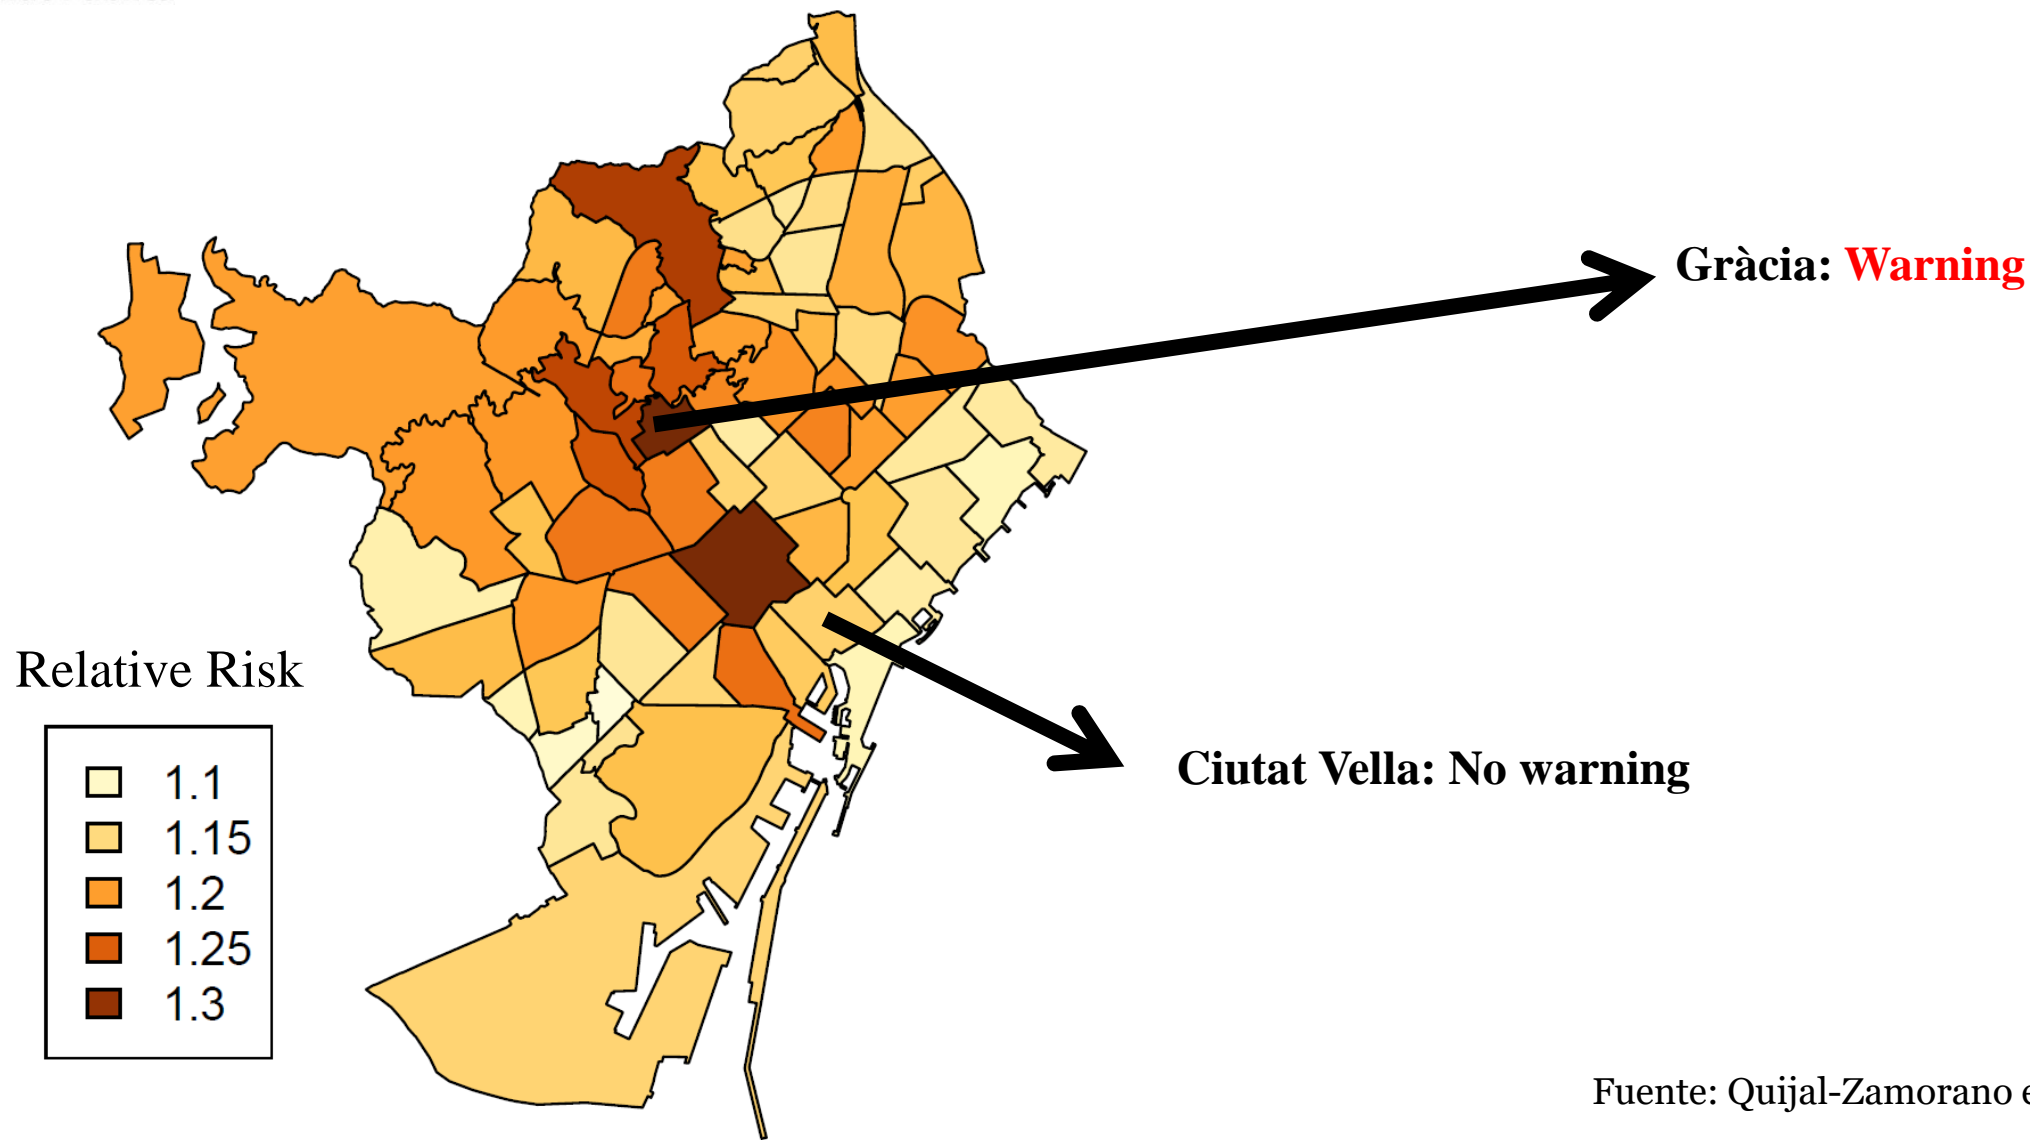 Gràcia: Warning
Relative Risk
1.1
1.15
1.2
1.25
1.3
Ciutat Vella: No warning
Fuente: Quijal-Zamorano e